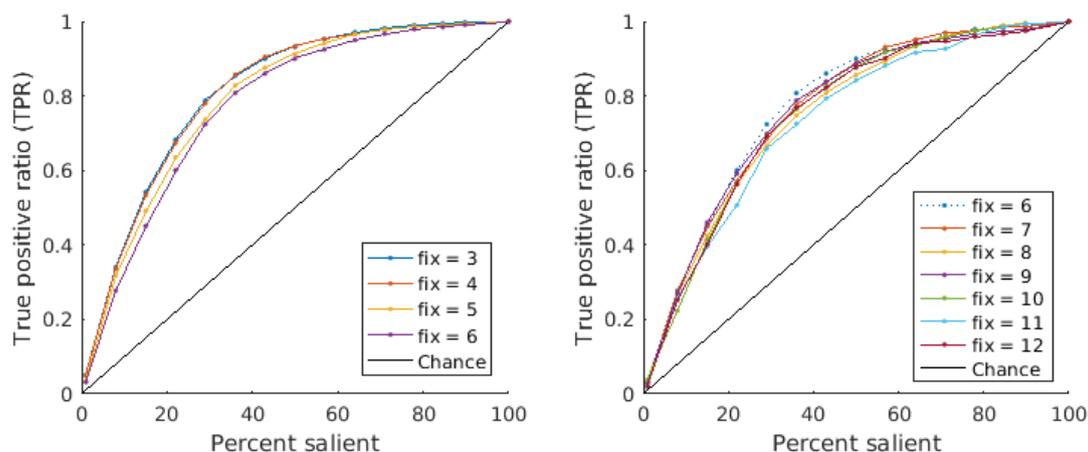 1
0.8
0.6
0.4
0.2
0
True positive ratio (TPR)
fix = 3
fix = 4
fix = 5
fix = 6
Chance
0 20 40 60 80 100
Percent salient
1
0.8
0.6
0.4
0.2
0
True positive ratio (TPR)
fix = 6
fix = 7
fix = 8
fix = 9
fix = 10
fix = 11
fix = 12
Chance
0 20 40 60 80 100
Percent salient